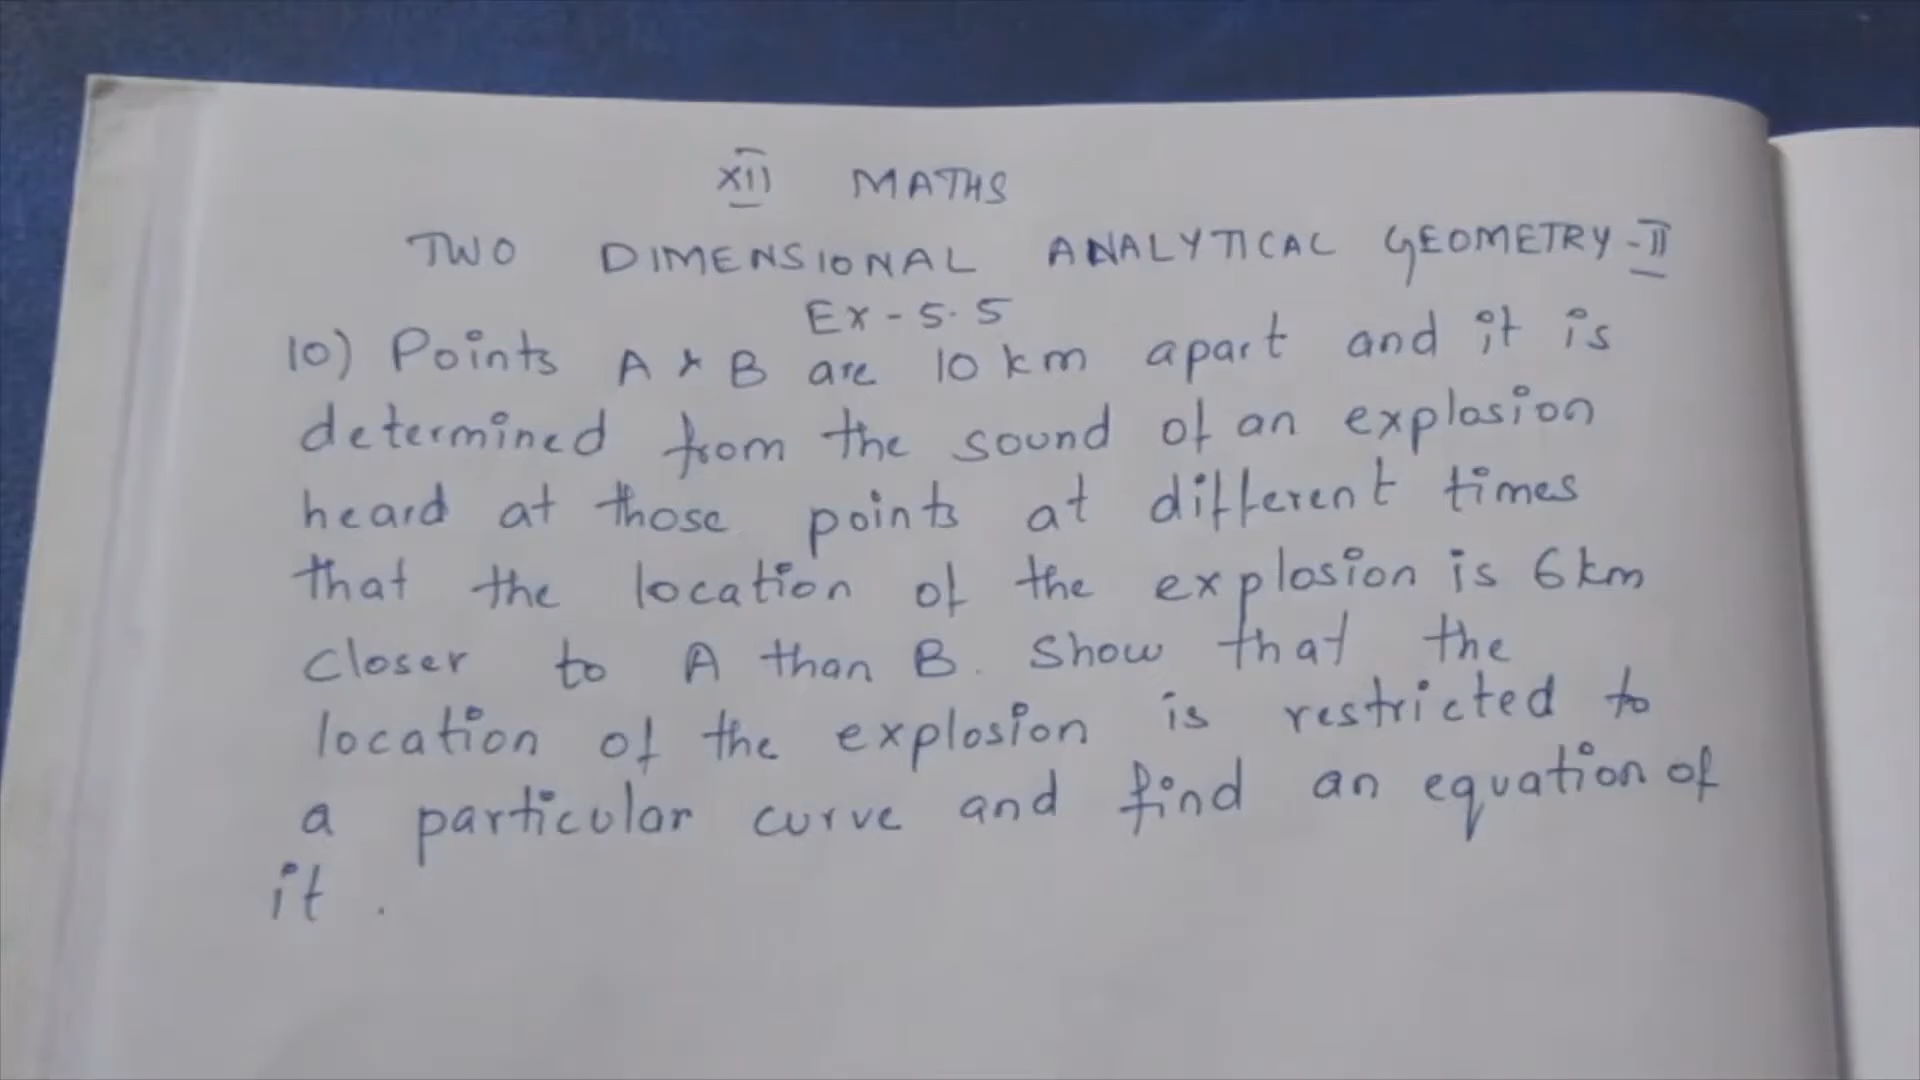 XII MATHS
TWO DIMENSIONAL ANALYTICAL GEOMETRY-II
Ex-5.5
10) Points A & B are 10 km apart and it is
determined from the sound of an explosion
heard at those points at different times
that the location of the explosion is 6 km
closer to A than B. Show that the
location of the explosion is restricted to
a particular curve and find an equation of
it.